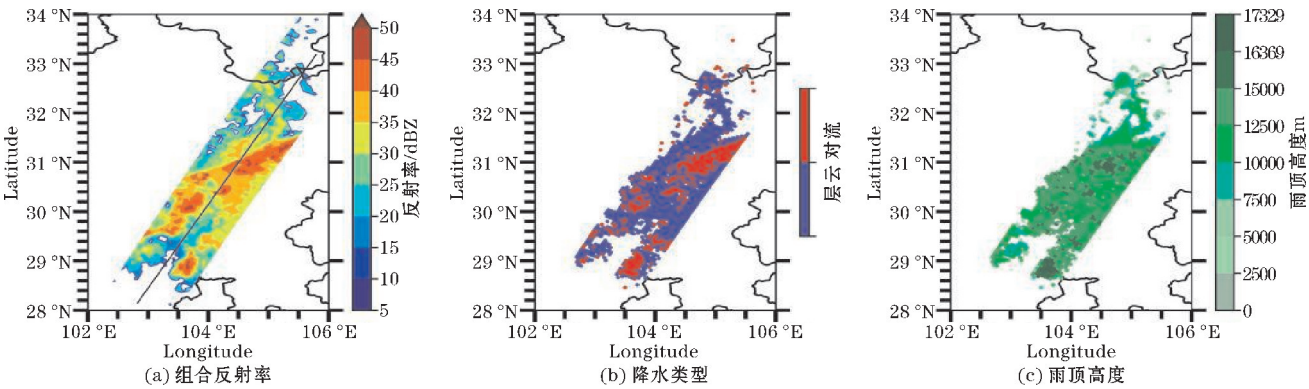 34 °N
33 °N
32 °N
31 °N
30 °N
29 °N
28 °N
Latitude
102 °E
104 °E
106 °E
Longitude
50
45
40
35
30
25
20
15
10
5
反射率/dBZ
(a) 组合反射率
34 °N
33 °N
32 °N
31 °N
30 °N
29 °N
28 °N
Latitude
102 °E
104 °E
106 °E
Longitude
层云 对流
(b) 降水类型
34 °N
33 °N
32 °N
31 °N
30 °N
29 °N
28 °N
Latitude
102 °E
104 °E
106 °E
Longitude
17329
16369
15000
12500
10000
7500
5000
2500
0
雨顶高度m
(c) 雨顶高度